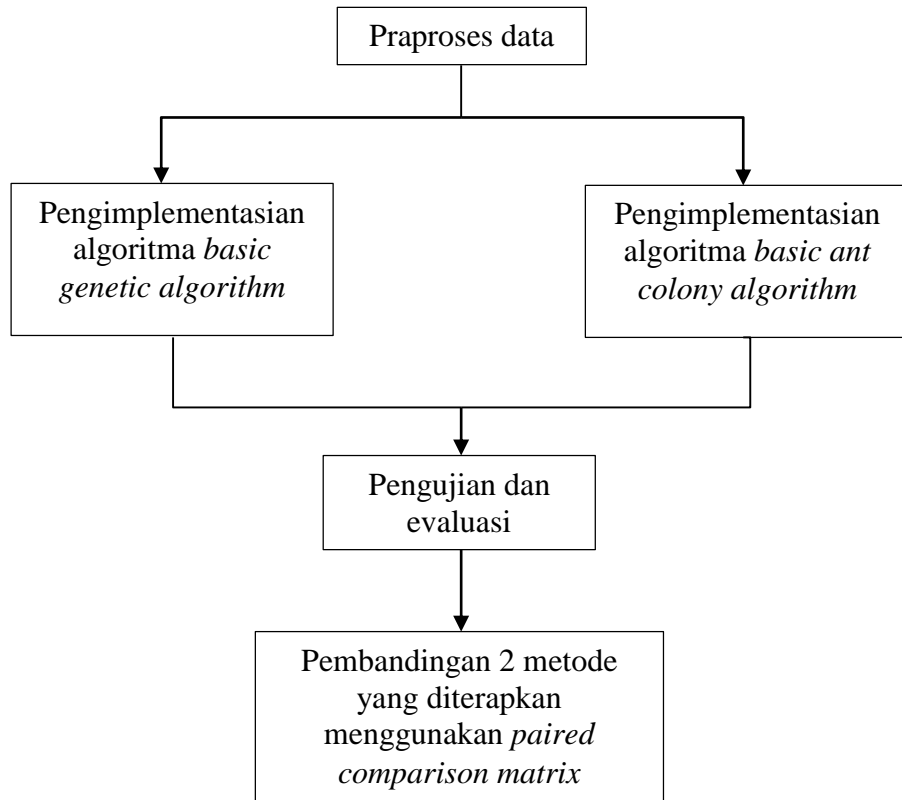 Praproses data
Pengimplementasian
algoritma basic
genetic algorithm
Pengimplementasian
algoritma basic ant
colony algorithm
Pengujian dan
evaluasi
Pembandingan 2 metode
yang diterapkan
menggunakan paired
comparison matrix